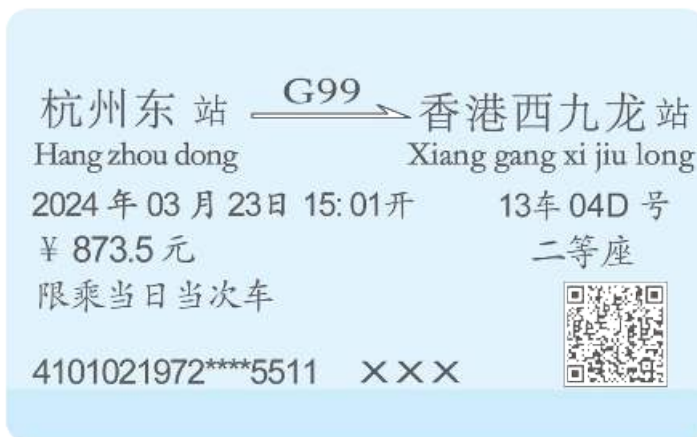 G99
杭州东 站 香港西九龙 站
Hang zhou dong Xiang gang xi jiu long
2024 年 03 月 23日 15: 01开 13车 04D 号
￥ 873.5 元 二等座
限乘当日当次车
4101021972****5511 ×××